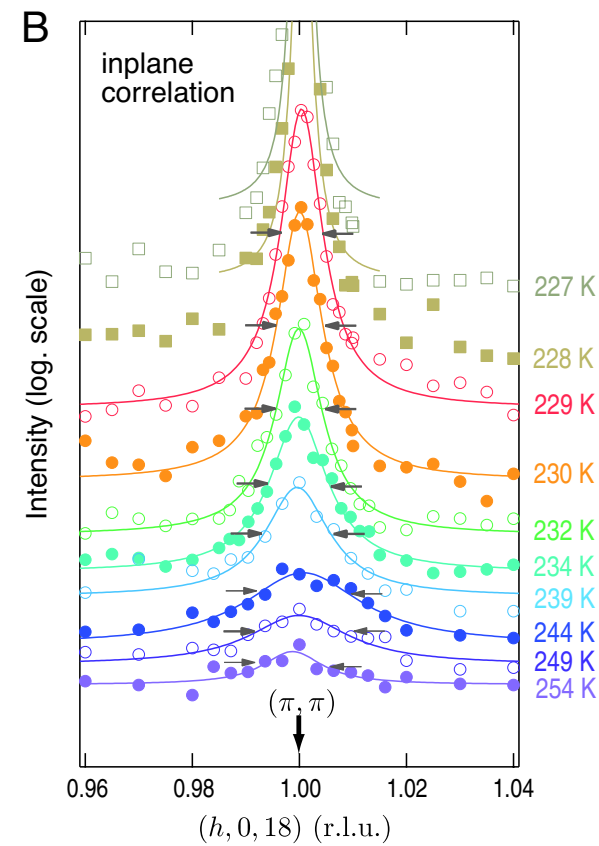 B
inplane
correlation
Intensity (log. scale)
227 K
228 K
229 K
230 K
232 K
234 K
239 K
244 K
249 K
254 K
(π, π)
0.96 0.98 1.00 1.02 1.04
(h, 0, 18) (r.l.u.)